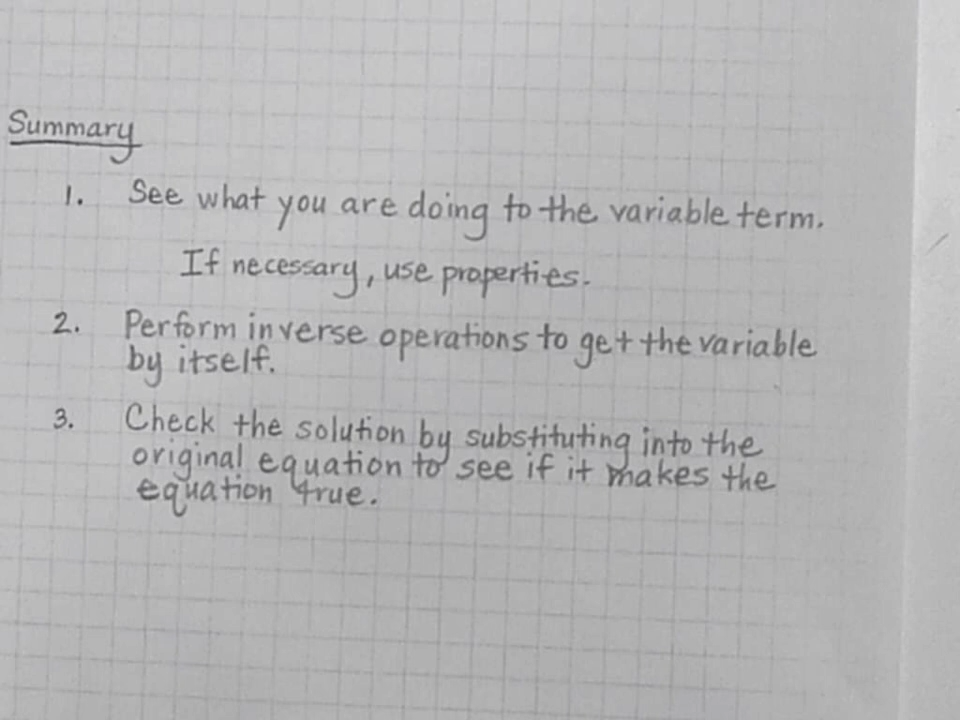 Summary
1. See what you are doing to the variable term.
If necessary, use properties.
2. Perform inverse operations to get the variable
by itself.
3. Check the solution by substituting into the
original equation to see if it makes the
equation true.